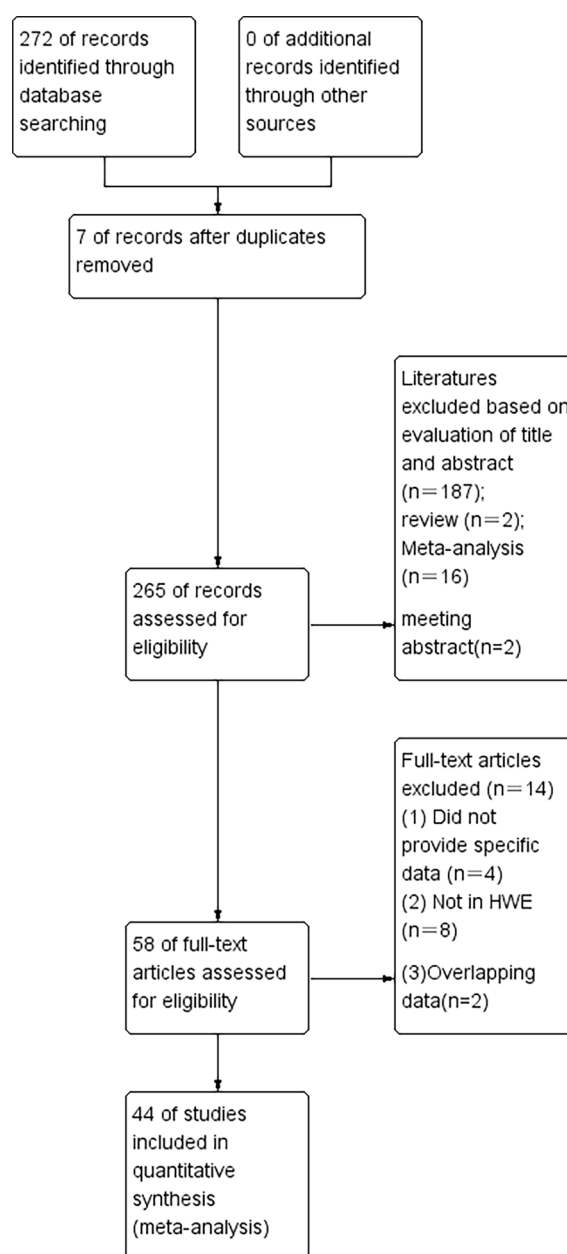 272 of records
identified through
database
searching
0 of additional
records identified
through other
sources
7 of records after duplicates
removed
Literatures
excluded based on
evaluation of title
and abstract
(n＝187);
review (n＝2);
Meta-analysis
(n＝16)
meeting
abstract(n=2)
265 of records
assessed for
eligibility
Full-text articles
excluded (n＝14)
(1) Did not
provide specific
data (n＝4)
(2) Not in HWE
(n＝8)
(3)Overlapping
data(n=2)
58 of full-text
articles assessed
for eligibility
44 of studies
included in
quantitative
synthesis
(meta-analysis)